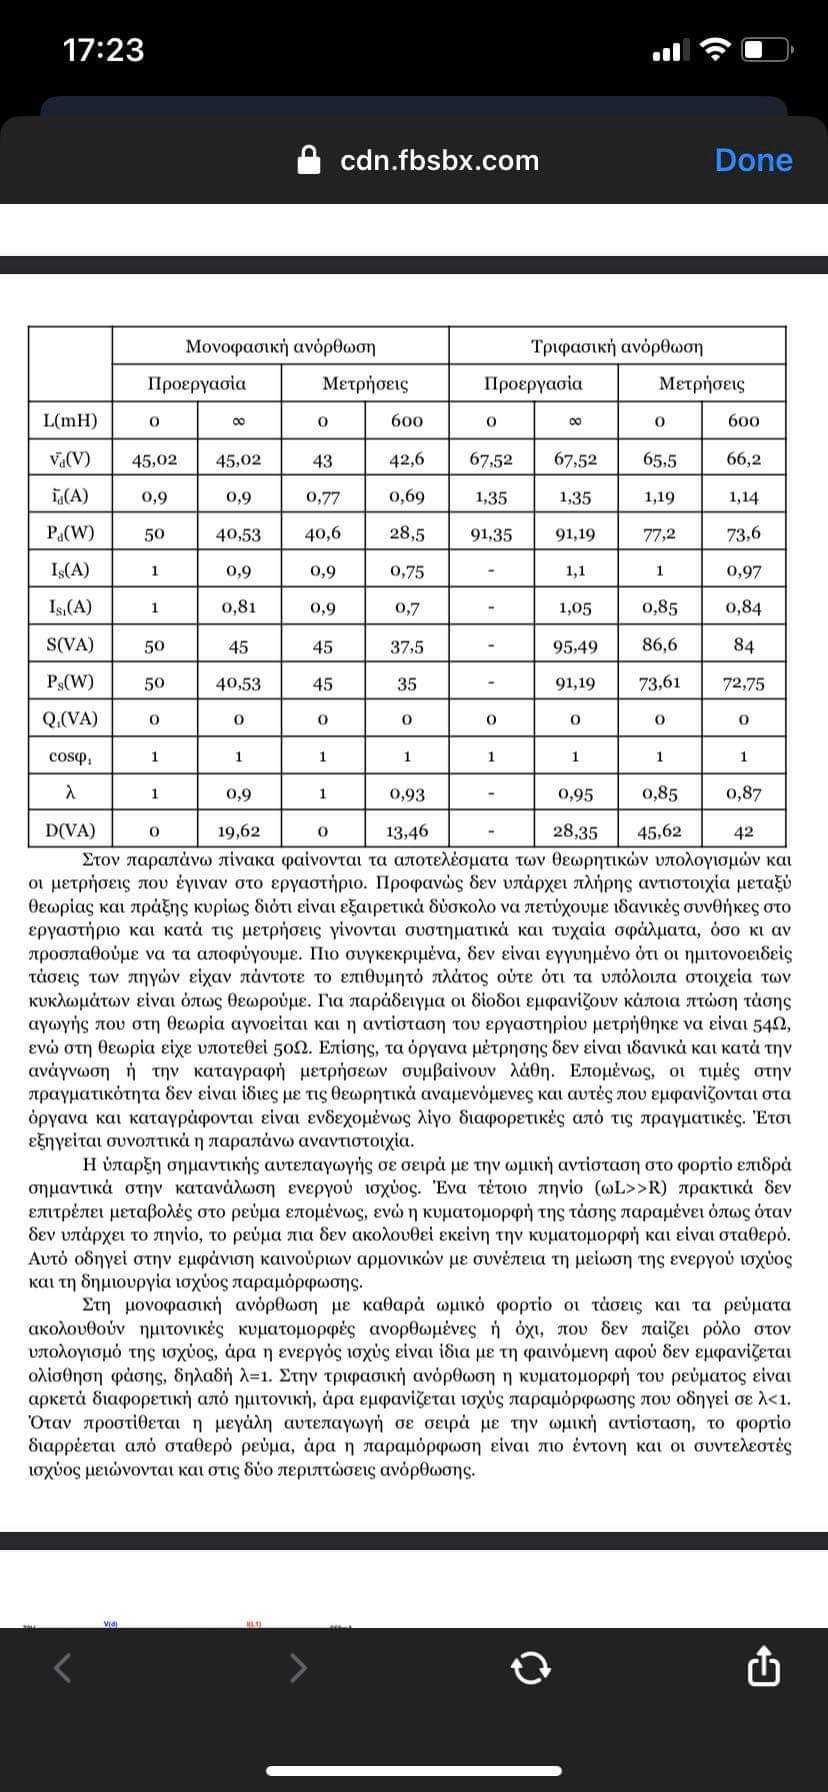 17:23
cdn.fbsbx.com
Done
Μονοφασική ανόρθωση Τριφασική ανόρθωση
Προεργασία Μετρήσεις Προεργασία Μετρήσεις
L(mH) 0 ∞ 0 600 0 ∞ 0 600
v̄d(V) 45,02 45,02 43 42,6 67,52 67,52 65,5 66,2
īd(A) 0,9 0,9 0,77 0,69 1,35 1,35 1,19 1,14
Pd(W) 50 40,53 40,6 28,5 91,35 91,19 77,2 73,6
IS(A) 1 0,9 0,9 0,75 - 1,1 1 0,97
IS1(A) 1 0,81 0,9 0,7 - 1,05 0,85 0,84
S(VA) 50 45 45 37,5 - 95,49 86,6 84
PS(W) 50 40,53 45 35 - 91,19 73,61 72,75
Q1(VA) 0 0 0 0 0 0 0 0
cosφ1 1 1 1 1 1 1 1 1
λ 1 0,9 1 0,93 - 0,95 0,85 0,87
D(VA) 0 19,62 0 13,46 - 28,35 45,62 42
Στον παραπάνω πίνακα φαίνονται τα αποτελέσματα των θεωρητικών υπολογισμών και
οι μετρήσεις που έγιναν στο εργαστήριο. Προφανώς δεν υπάρχει πλήρης αντιστοιχία μεταξύ
θεωρίας και πράξης κυρίως διότι είναι εξαιρετικά δύσκολο να πετύχουμε ιδανικές συνθήκες στο
εργαστήριο και κατά τις μετρήσεις γίνονται συστηματικά και τυχαία σφάλματα, όσο κι αν
προσπαθούμε να τα αποφύγουμε. Πιο συγκεκριμένα, δεν είναι εγγυημένο ότι οι ημιτονοειδείς
τάσεις των πηγών είχαν πάντοτε το επιθυμητό πλάτος ούτε ότι τα υπόλοιπα στοιχεία των
κυκλωμάτων είναι όπως θεωρούμε. Για παράδειγμα οι δίοδοι εμφανίζουν κάποια πτώση τάσης
αγωγής που στη θεωρία αγνοείται και η αντίσταση του εργαστηρίου μετρήθηκε να είναι 54Ω,
ενώ στη θεωρία είχε υποτεθεί 50Ω. Επίσης, τα όργανα μέτρησης δεν είναι ιδανικά και κατά την
ανάγνωση ή την καταγραφή μετρήσεων συμβαίνουν λάθη. Επομένως, οι τιμές στην
πραγματικότητα δεν είναι ίδιες με τις θεωρητικά αναμενόμενες και αυτές που εμφανίζονται στα
όργανα και καταγράφονται είναι ενδεχομένως λίγο διαφορετικές από τις πραγματικές. Έτσι
εξηγείται συνοπτικά η παραπάνω αναντιστοιχία.
Η ύπαρξη σημαντικής αυτεπαγωγής σε σειρά με την ωμική αντίσταση στο φορτίο επιδρά
σημαντικά στην κατανάλωση ενεργού ισχύος. Ένα τέτοιο πηνίο (ωL>>R) πρακτικά δεν
επιτρέπει μεταβολές στο ρεύμα επομένως, ενώ η κυματομορφή της τάσης παραμένει όπως όταν
δεν υπάρχει το πηνίο, το ρεύμα πια δεν ακολουθεί εκείνη την κυματομορφή και είναι σταθερό.
Αυτό οδηγεί στην εμφάνιση καινούριων αρμονικών με συνέπεια τη μείωση της ενεργού ισχύος
και τη δημιουργία ισχύος παραμόρφωσης.
Στη μονοφασική ανόρθωση με καθαρά ωμικό φορτίο οι τάσεις και τα ρεύματα
ακολουθούν ημιτονικές κυματομορφές ανορθωμένες ή όχι, που δεν παίζει ρόλο στον
υπολογισμό της ισχύος, άρα η ενεργός ισχύς είναι ίδια με τη φαινόμενη αφού δεν εμφανίζεται
ολίσθηση φάσης, δηλαδή λ=1. Στην τριφασική ανόρθωση η κυματομορφή του ρεύματος είναι
αρκετά διαφορετική από ημιτονική, άρα εμφανίζεται ισχύς παραμόρφωσης που οδηγεί σε λ<1.
Όταν προστίθεται η μεγάλη αυτεπαγωγή σε σειρά με την ωμική αντίσταση, το φορτίο
διαρρέεται από σταθερό ρεύμα, άρα η παραμόρφωση είναι πιο έντονη και οι συντελεστές
ισχύος μειώνονται και στις δύο περιπτώσεις ανόρθωσης.
V(d)